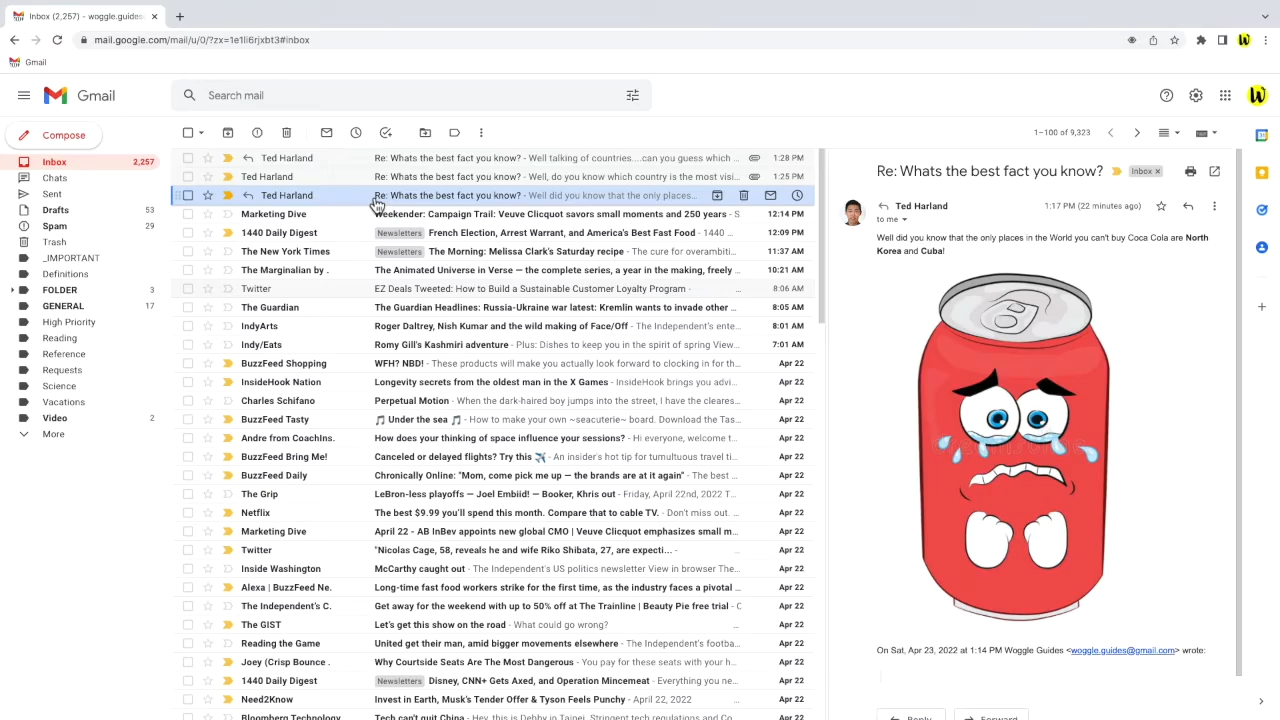 Inbox (2,257) - woggle.guides
mail.google.com/mail/u/0/?zx=1e1li6rjxbt3#inbox
Gmail
Gmail
Search mail
Compose
1–100 of 9,323
Inbox 2,257
Chats
Sent
Drafts 53
Spam 29
Trash
_IMPORTANT
Definitions
FOLDER 3
GENERAL 17
High Priority
Reading
Reference
Requests
Science
Vacations
Video 2
More
Ted Harland Re: Whats the best fact you know? - Well talking of countries....can you guess which ... 1:28 PM
Ted Harland Re: Whats the best fact you know? - Well, do you know which country is the most visi... 1:25 PM
Ted Harland Re: Whats the best fact you know? - Well did you know that the only places...
Marketing Dive Weekender: Campaign Trail: Veuve Clicquot savors small moments and 250 years - S 12:14 PM
1440 Daily Digest Newsletters French Election, Arrest Warrant, and America's Best Fast Food - 1440 ... 12:09 PM
The New York Times Newsletters The Morning: Melissa Clark's Saturday recipe - The cure for overambiti... 11:37 AM
The Marginalian by . The Animated Universe in Verse — the complete series, a year in the making, freely ... 10:21 AM
Twitter EZ Deals Tweeted: How to Build a Sustainable Customer Loyalty Program - ... 8:06 AM
The Guardian The Guardian Headlines: Russia-Ukraine war latest: Kremlin wants to invade other ... 8:05 AM
IndyArts Roger Daltrey, Nish Kumar and the wild making of Face/Off - The Independent's ente... 8:01 AM
Indy/Eats Romy Gill's Kashmiri adventure - Plus: Dishes to keep you in the spirit of spring View... 7:01 AM
BuzzFeed Shopping WFH? NBD! - These products will make you actually look forward to clocking in for th... Apr 22
InsideHook Nation Longevity secrets from the oldest man in the X Games - InsideHook brings you advi... Apr 22
Charles Schifano Perpetual Motion - When the dark-haired boy jumps into the street, I have the cleares... Apr 22
BuzzFeed Tasty 🎵 Under the sea 🎵 - How to make your own ~seacuterie~ board. Download the Tas... Apr 22
Andre from CoachIns. How does your thinking of space influence your sessions? - Hi everyone, welcome t... Apr 22
BuzzFeed Bring Me! Canceled or delayed flights? Try this ✈️ - An insider's hot tip for tumultuous travel ti... Apr 22
BuzzFeed Daily Chronically Online: "Mom, come pick me up — the brands are at it again" - The best ... Apr 22
The Grip LeBron-less playoffs — Joel Embiid! — Booker, Khris out - Friday, April 22nd, 2022 T... Apr 22
Netflix The best $9.99 you'll spend this month. Compare that to cable TV. - Don't miss out. ... Apr 22
Marketing Dive April 22 - AB InBev appoints new global CMO | Veuve Clicquot emphasizes small m... Apr 22
Twitter "Nicolas Cage, 58, reveals he and wife Riko Shibata, 27, are expecti... - ... Apr 22
Inside Washington McCarthy caught out - The Independent's US politics newsletter View in browser The... Apr 22
Alexa | BuzzFeed Ne. Long-time fast food workers strike for the first time, as the industry faces a pivotal ... Apr 22
The Independent's C. Get away for the weekend with up to 50% off at The Trainline | Beauty Pie free trial - C Apr 22
The GIST Let's get this show on the road - What could go wrong? Apr 22
Reading the Game United get their man, amid bigger movements elsewhere - The Independent's footba... Apr 22
Joey (Crisp Bounce . Why Courtside Seats Are The Most Dangerous - You pay for these seats with your h... Apr 22
1440 Daily Digest Newsletters Disney, CNN+ Gets Axed, and Operation Mincemeat - Everything you ne... Apr 22
Need2Know Invest in Earth, Musk's Tender Offer & Tyson Feels Punchy - April 22, 2022 Apr 22
Bloomberg Technology Tech can't quit China - Hey, this is Debby in Taipei. Stringent tech regulations and Co... Apr 22
Re: Whats the best fact you know? Inbox x
Ted Harland 1:17 PM (22 minutes ago)
to me
Well did you know that the only places in the World you can't buy Coca Cola are North
Korea and Cuba!
On Sat, Apr 23, 2022 at 1:14 PM Woggle Guides <woggle.guides@gmail.com> wrote:
Reply Forward